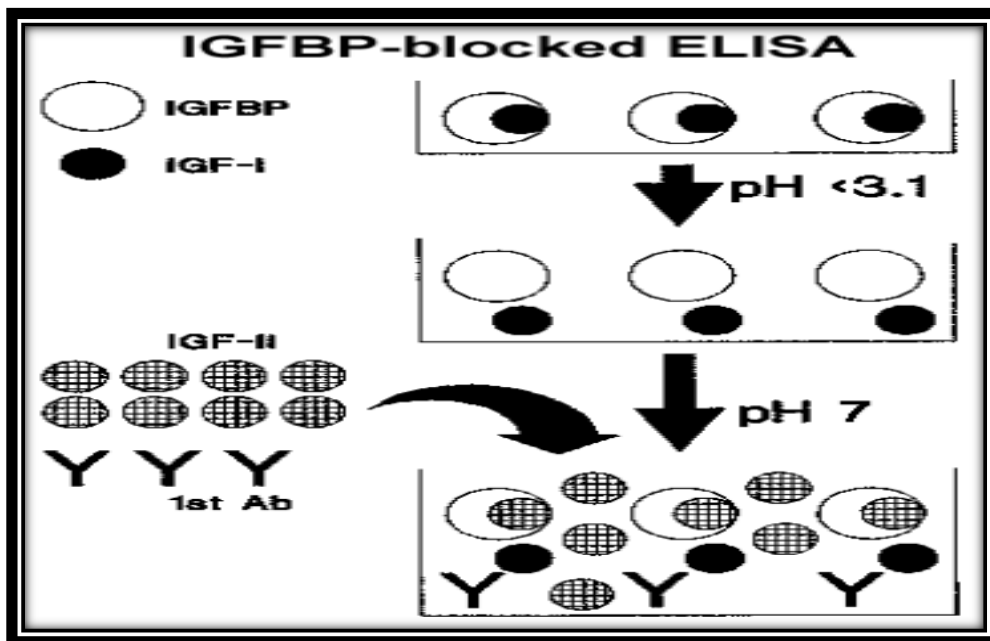 IGFBP-blocked ELISA
IGFBP
IGF-I
pH <3.1
IGF-II
pH 7
1st Ab